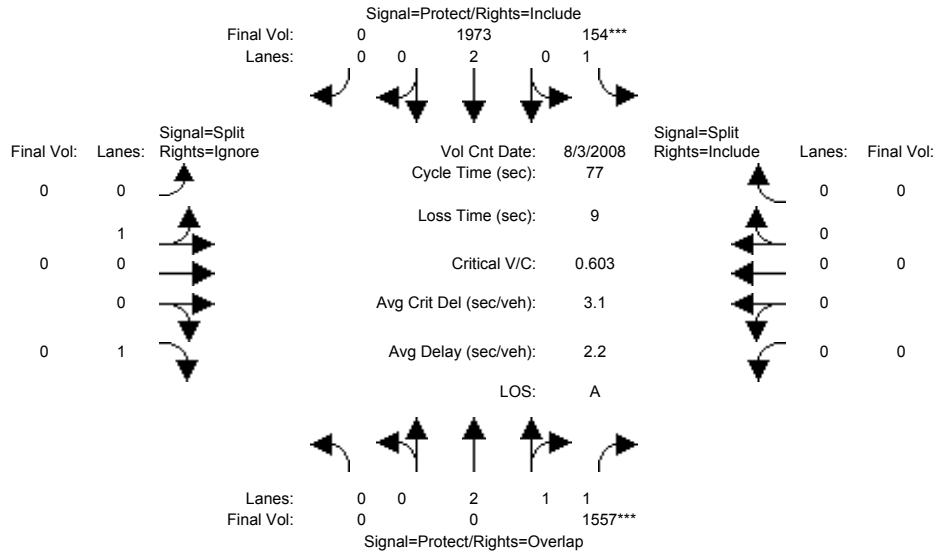 Signal=Protect/Rights=Include
Final Vol: 0 1973 154***
Lanes: 0 0 2 0 1
Signal=Split
Final Vol: Lanes: Rights=Ignore
Vol Cnt Date: 8/3/2008
Signal=Split
Rights=Include Lanes: Final Vol:
Cycle Time (sec): 77
0 0
0 0
Loss Time (sec): 9
1
0
0 0
Critical V/C: 0.603
0 0
0
Avg Crit Del (sec/veh): 3.1
0
0 1
Avg Delay (sec/veh): 2.2
0 0
LOS: A
Lanes: 0 0 2 1 1
Final Vol: 0 0 1557***
Signal=Protect/Rights=Overlap